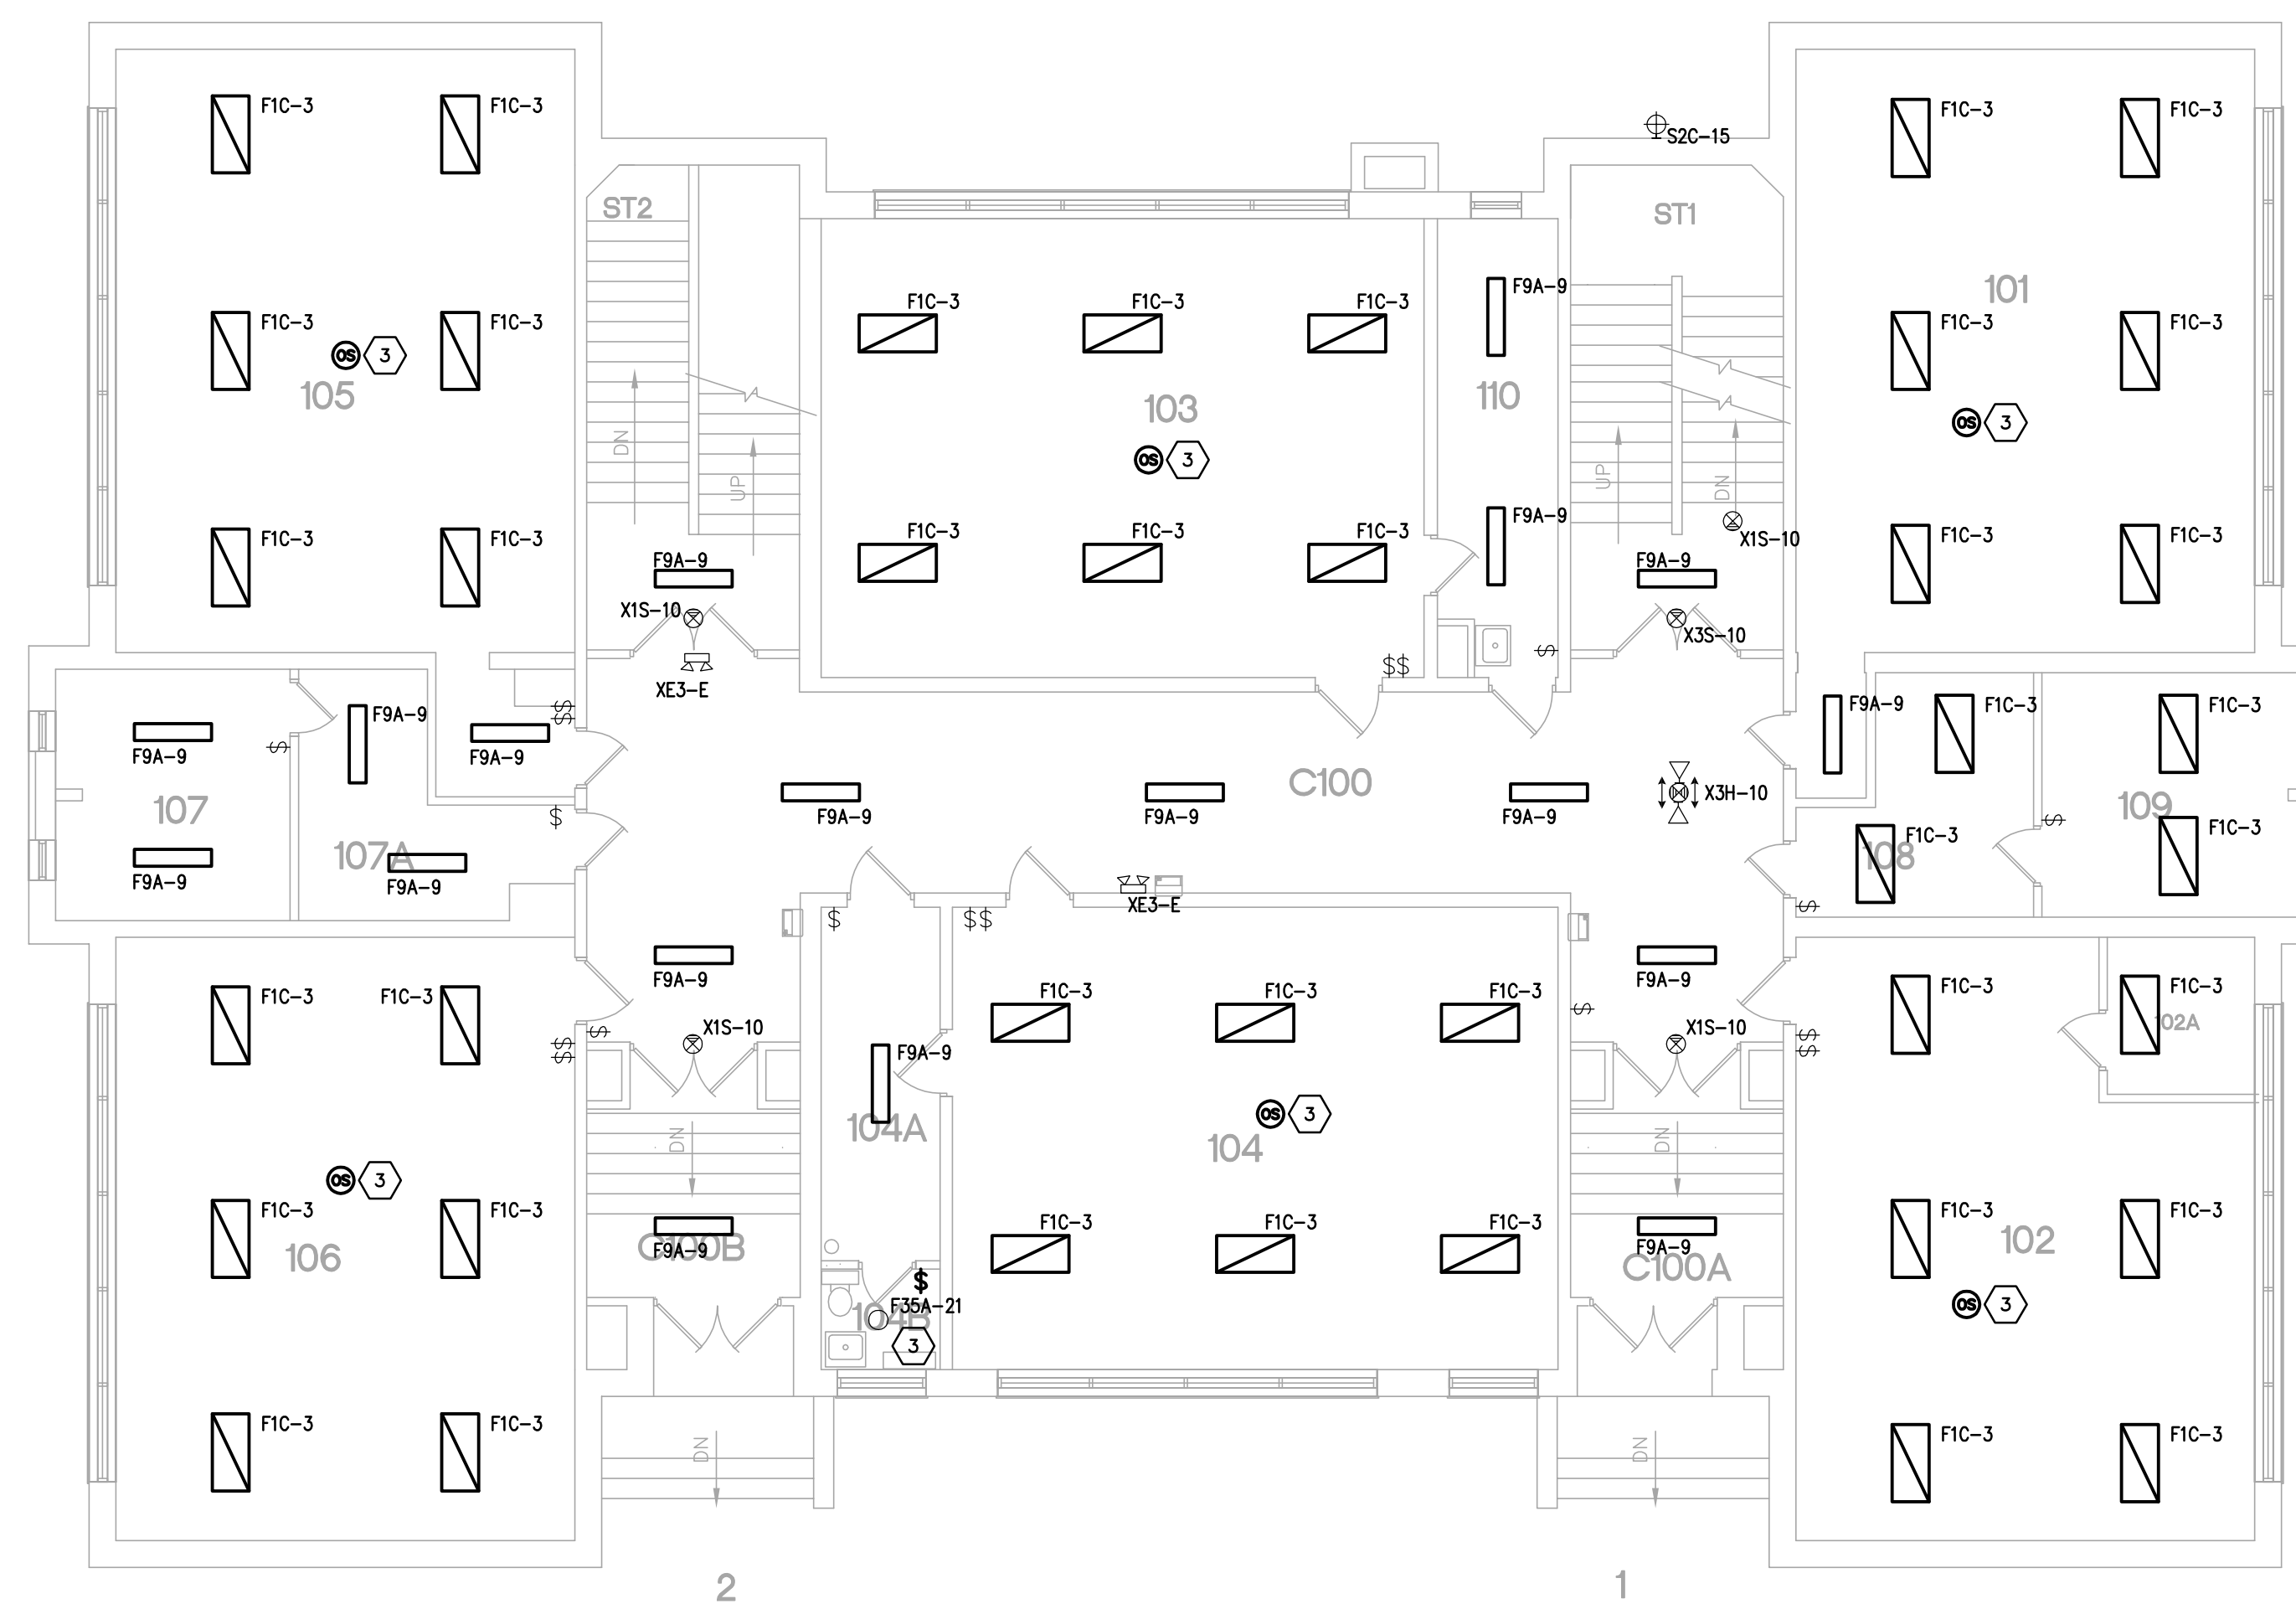 F1C-3
F1C-3
F1C-3
F1C-3
S2C-15
ST2
ST1
F9A-9
101
F1C-3
F1C-3
F1C-3
F1C-3
F1C-3
F1C-3
F1C-3
OS 3
105
F1C-3
103
110
OS 3
OS 3
DN
UP
UP
DN
F9A-9
F1C-3
F1C-3
F1C-3
F1C-3
F1C-3
X1S-10
F1C-3
F1C-3
F9A-9
F9A-9
X1S-10
X3S-10
$
$$
XE3-E
$
$
F9A-9
F9A-9
F1C-3
F1C-3
$
F9A-9
F9A-9
C100
X3H-10
107
$
F9A-9
F9A-9
F9A-9
109
$
F1C-3
F1C-3
107A
108
F9A-9
F9A-9
XE3-E
$
$
$$
F9A-9
F9A-9
F1C-3
F1C-3
F1C-3
F1C-3
F1C-3
F1C-3
F1C-3
$
X1S-10
X1S-10
102A
$
$
$
$
$
F9A-9
OS 3
104A
104
DN
DN
OS 3
F1C-3
F1C-3
F1C-3
F1C-3
F1C-3
F1C-3
F1C-3
106
C100B
F9A-9
F9A-9
C100A
102
$
F35A-21
104B
3
OS 3
F1C-3
F1C-3
F1C-3
F1C-3
DN
DN
2
1